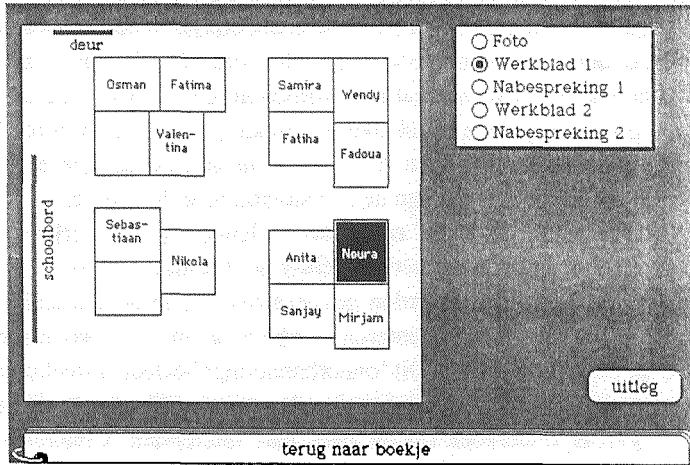 deur
Osman
Fatima
Valen-
tina
Samira
Wendy
Fatiha
Fadoua
schoolbord
Sebas-
tiaan
Nikola
Anita
Noura
Sanjay
Mirjam
Foto
Werkblad 1
Nabespreking 1
Werkblad 2
Nabespreking 2
uitleg
terug naar boekje